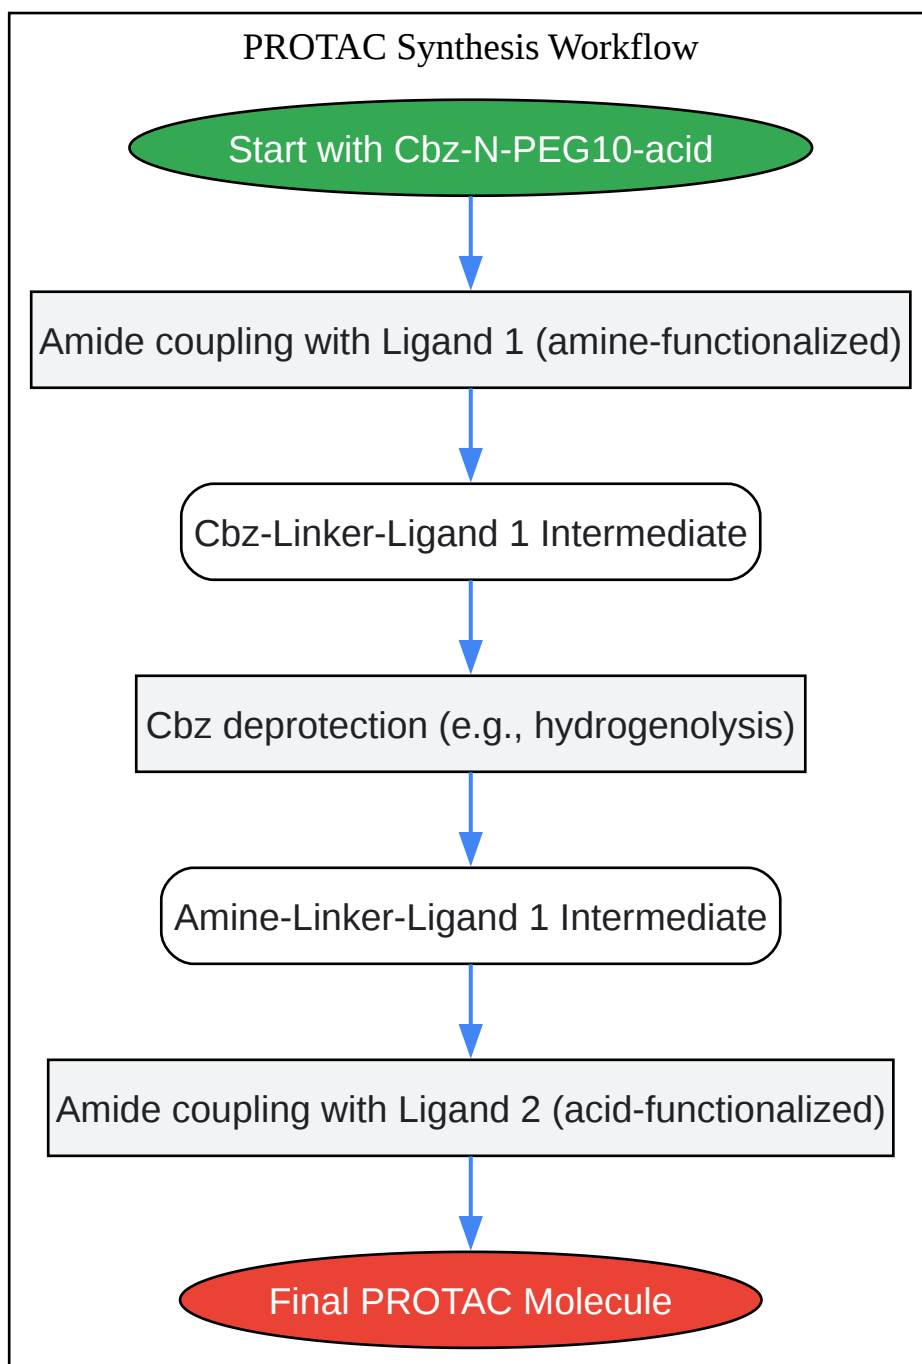 PROTAC Synthesis Workflow
Start with Cbz-N-PEG10-acid
Amide coupling with Ligand 1 (amine-functionalized)
Cbz-Linker-Ligand 1 Intermediate
Cbz deprotection (e.g., hydrogenolysis)
Amine-Linker-Ligand 1 Intermediate
Amide coupling with Ligand 2 (acid-functionalized)
Final PROTAC Molecule